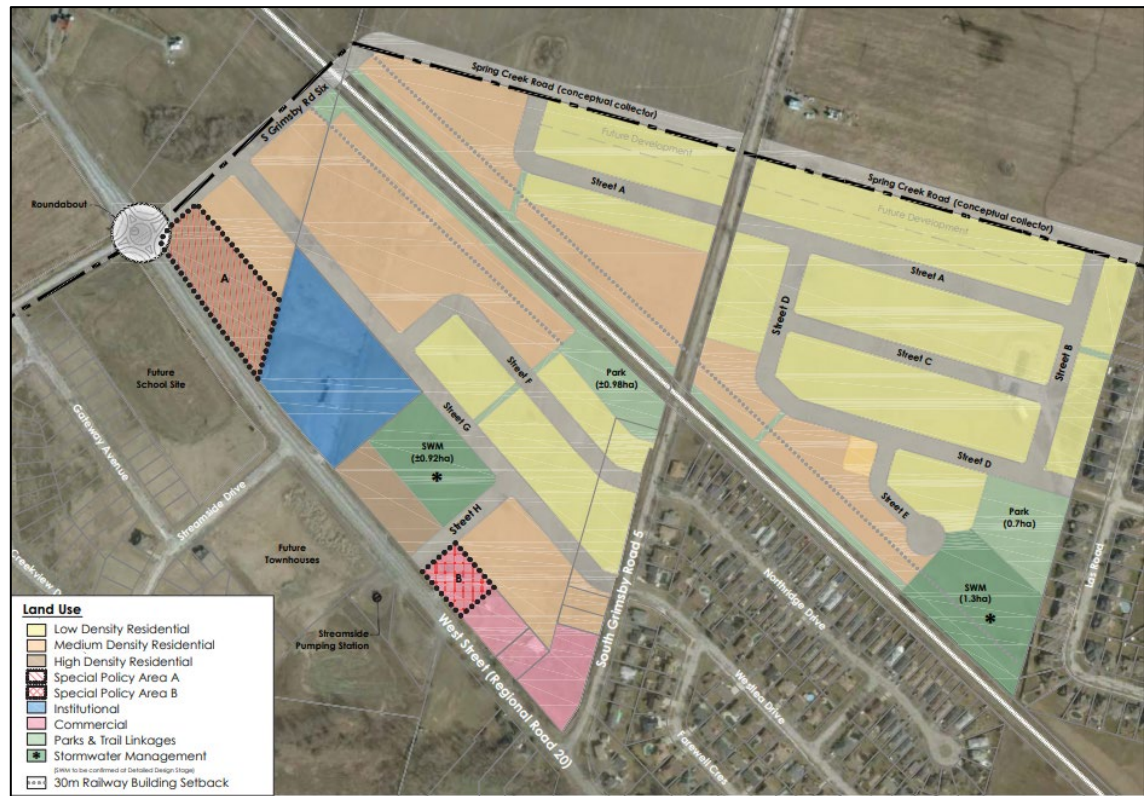 Spring Creek Road (conceptual collector)
S Grimsby Rd Six
Future Development
Roundabout
Street A
Spring Creek Road (conceptual collector)
Future Development
A
Street A
Street D
Street B
Street C
Future
School Site
Street F
Park
(±0.98ha)
Gateway Avenue
Street G
SWM
(±0.92ha)
*
Street D
Street E
Park
(0.7ha)
Streamside Drive
Street H
Future
Townhouses
B
South Grimsby Road 5
Northridge Drive
Las Road
SWM
(1.3ha)
*
Streamside
Pumping Station
West Street (Regional Road 20)
Westlea Drive
Farewell Cres
Land Use
Low Density Residential
Medium Density Residential
High Density Residential
Special Policy Area A
Special Policy Area B
Institutional
Commercial
Parks & Trail Linkages
* Stormwater Management
(SWM to be confirmed at Detailed Design Stage)
30m Railway Building Setback